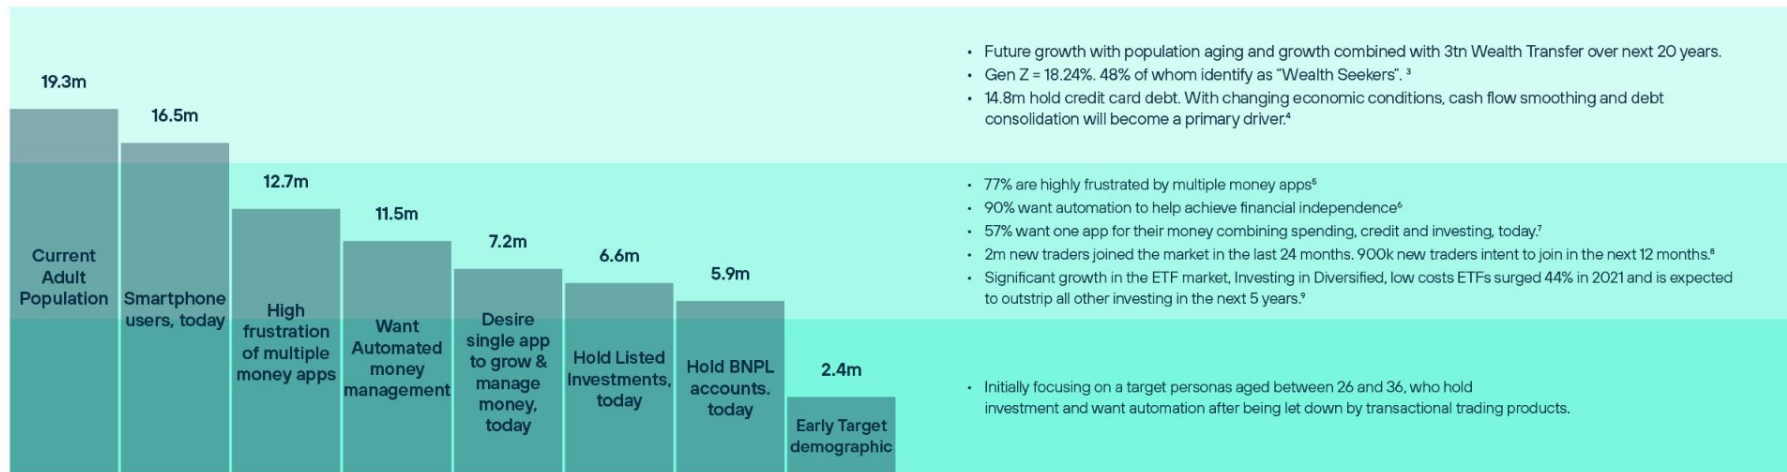 19.3m
Current
Adult
Population
16.5m
Smartphone
users, today
12.7m
High
frustration
of multiple
money apps
11.5m
Want
Automated
money
management
7.2m
Desire
single app
to grow &
manage
money,
today
6.6m
Hold Listed
Investments,
today
5.9m
Hold BNPL
accounts.
today
2.4m
Early Target
demographic
• Future growth with population aging and growth combined with 3tn Wealth Transfer over next 20 years.
• Gen Z = 18.24%. 48% of whom identify as "Wealth Seekers". ³
• 14.8m hold credit card debt. With changing economic conditions, cash flow smoothing and debt
consolidation will become a primary driver.⁴
• 77% are highly frustrated by multiple money apps⁵
• 90% want automation to help achieve financial independence⁶
• 57% want one app for their money combining spending, credit and investing, today.⁷
• 2m new traders joined the market in the last 24 months. 900k new traders intent to join in the next 12 months.⁸
• Significant growth in the ETF market, Investing in Diversified, low costs ETFs surged 44% in 2021 and is expected
to outstrip all other investing in the next 5 years.⁹
• Initially focusing on a target personas aged between 26 and 36, who hold
investment and want automation after being let down by transactional trading products.